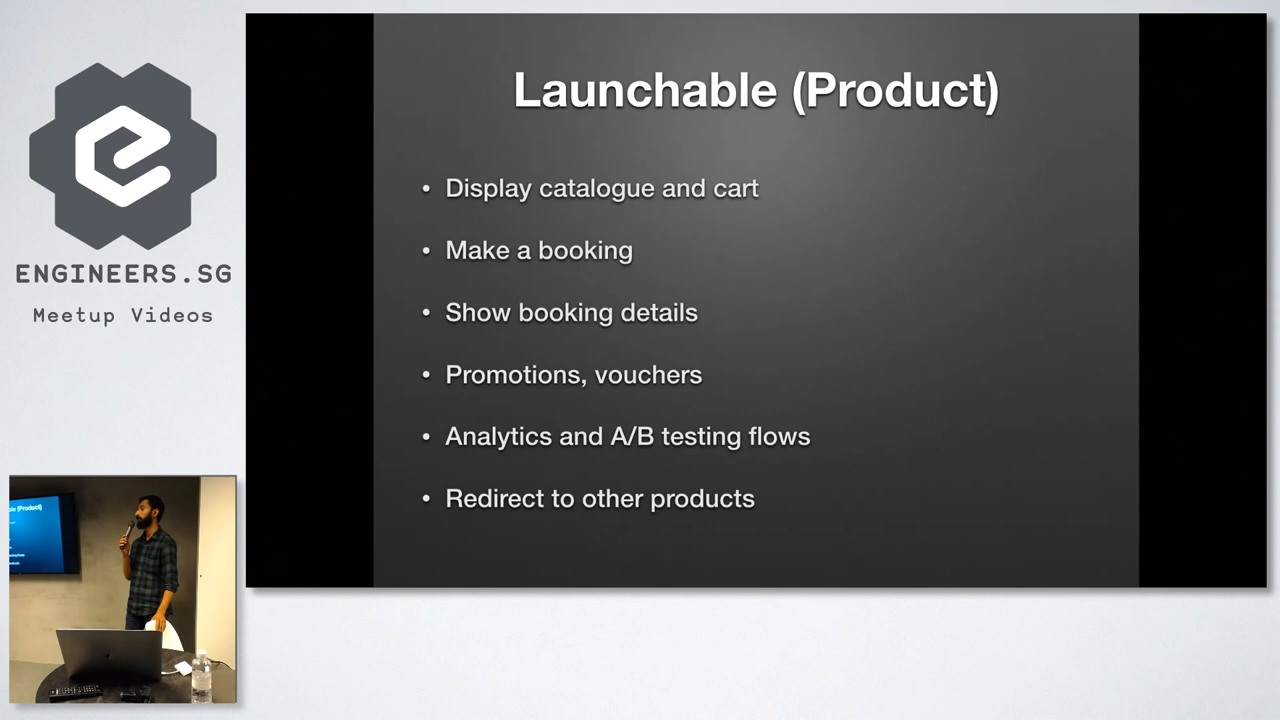 ENGINEERS.SG
Meetup Videos
Launchable (Product)
• Display catalogue and cart
• Make a booking
• Show booking details
• Promotions, vouchers
• Analytics and A/B testing flows
• Redirect to other products
(Product)